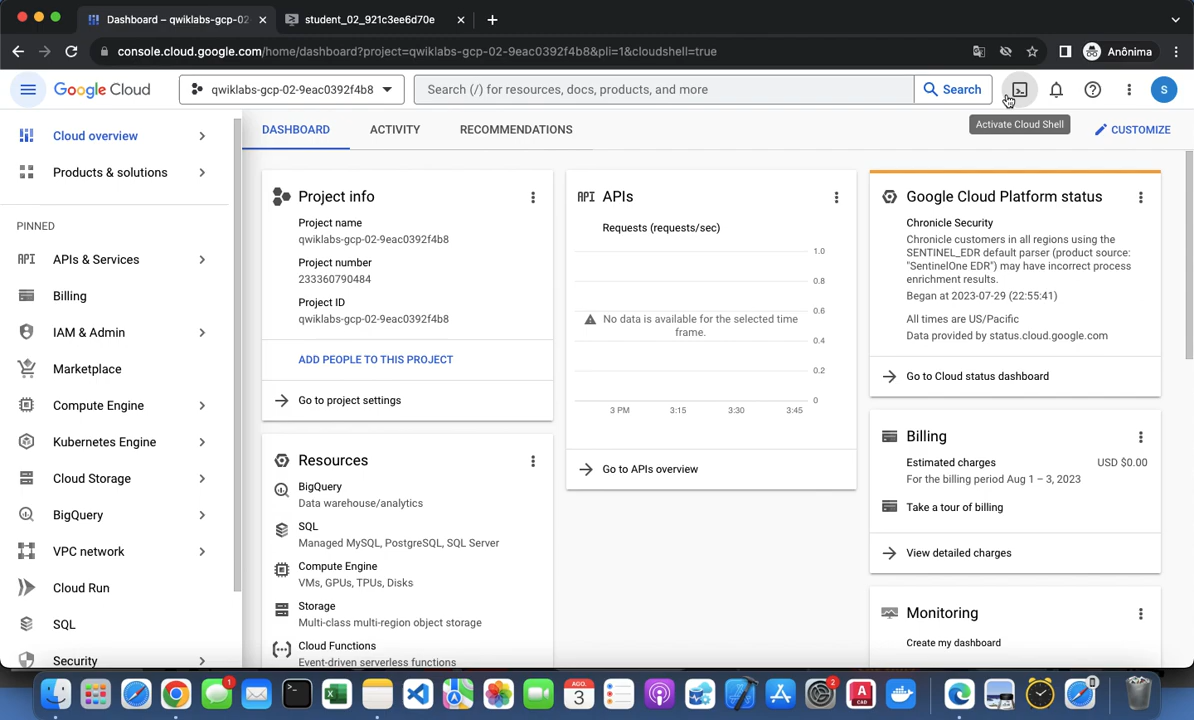 Dashboard – qwiklabs-gcp-02
student_02_921c3ee6d70e
console.cloud.google.com/home/dashboard?project=qwiklabs-gcp-02-9eac0392f4b8&pli=1&cloudshell=true
Anônima
Google Cloud
qwiklabs-gcp-02-9eac0392f4b8
Search (/) for resources, docs, products, and more
Search
S
Activate Cloud Shell
Cloud overview
Products & solutions
PINNED
API APIs & Services
Billing
IAM & Admin
Marketplace
Compute Engine
Kubernetes Engine
Cloud Storage
BigQuery
VPC network
Cloud Run
SQL
Security
DASHBOARD
ACTIVITY
RECOMMENDATIONS
CUSTOMIZE
Project info
Project name
qwiklabs-gcp-02-9eac0392f4b8
Project number
233360790484
Project ID
qwiklabs-gcp-02-9eac0392f4b8
ADD PEOPLE TO THIS PROJECT
Go to project settings
Resources
BigQuery
Data warehouse/analytics
SQL
Managed MySQL, PostgreSQL, SQL Server
Compute Engine
VMs, GPUs, TPUs, Disks
Storage
Multi-class multi-region object storage
Cloud Functions
Event-driven serverless functions
API APIs
Requests (requests/sec)
1.0
0.8
0.6
0.4
0.2
0
No data is available for the selected time
frame.
3 PM
3:15
3:30
3:45
Go to APIs overview
Google Cloud Platform status
Chronicle Security
Chronicle customers in all regions using the
SENTINEL_EDR default parser (product source:
"SentinelOne EDR") may have incorrect process
enrichment results.
Began at 2023-07-29 (22:55:41)
All times are US/Pacific
Data provided by status.cloud.google.com
Go to Cloud status dashboard
Billing
Estimated charges
USD $0.00
For the billing period Aug 1 – 3, 2023
Take a tour of billing
View detailed charges
Monitoring
Create my dashboard
1
AGO.
3
2
A
CAD